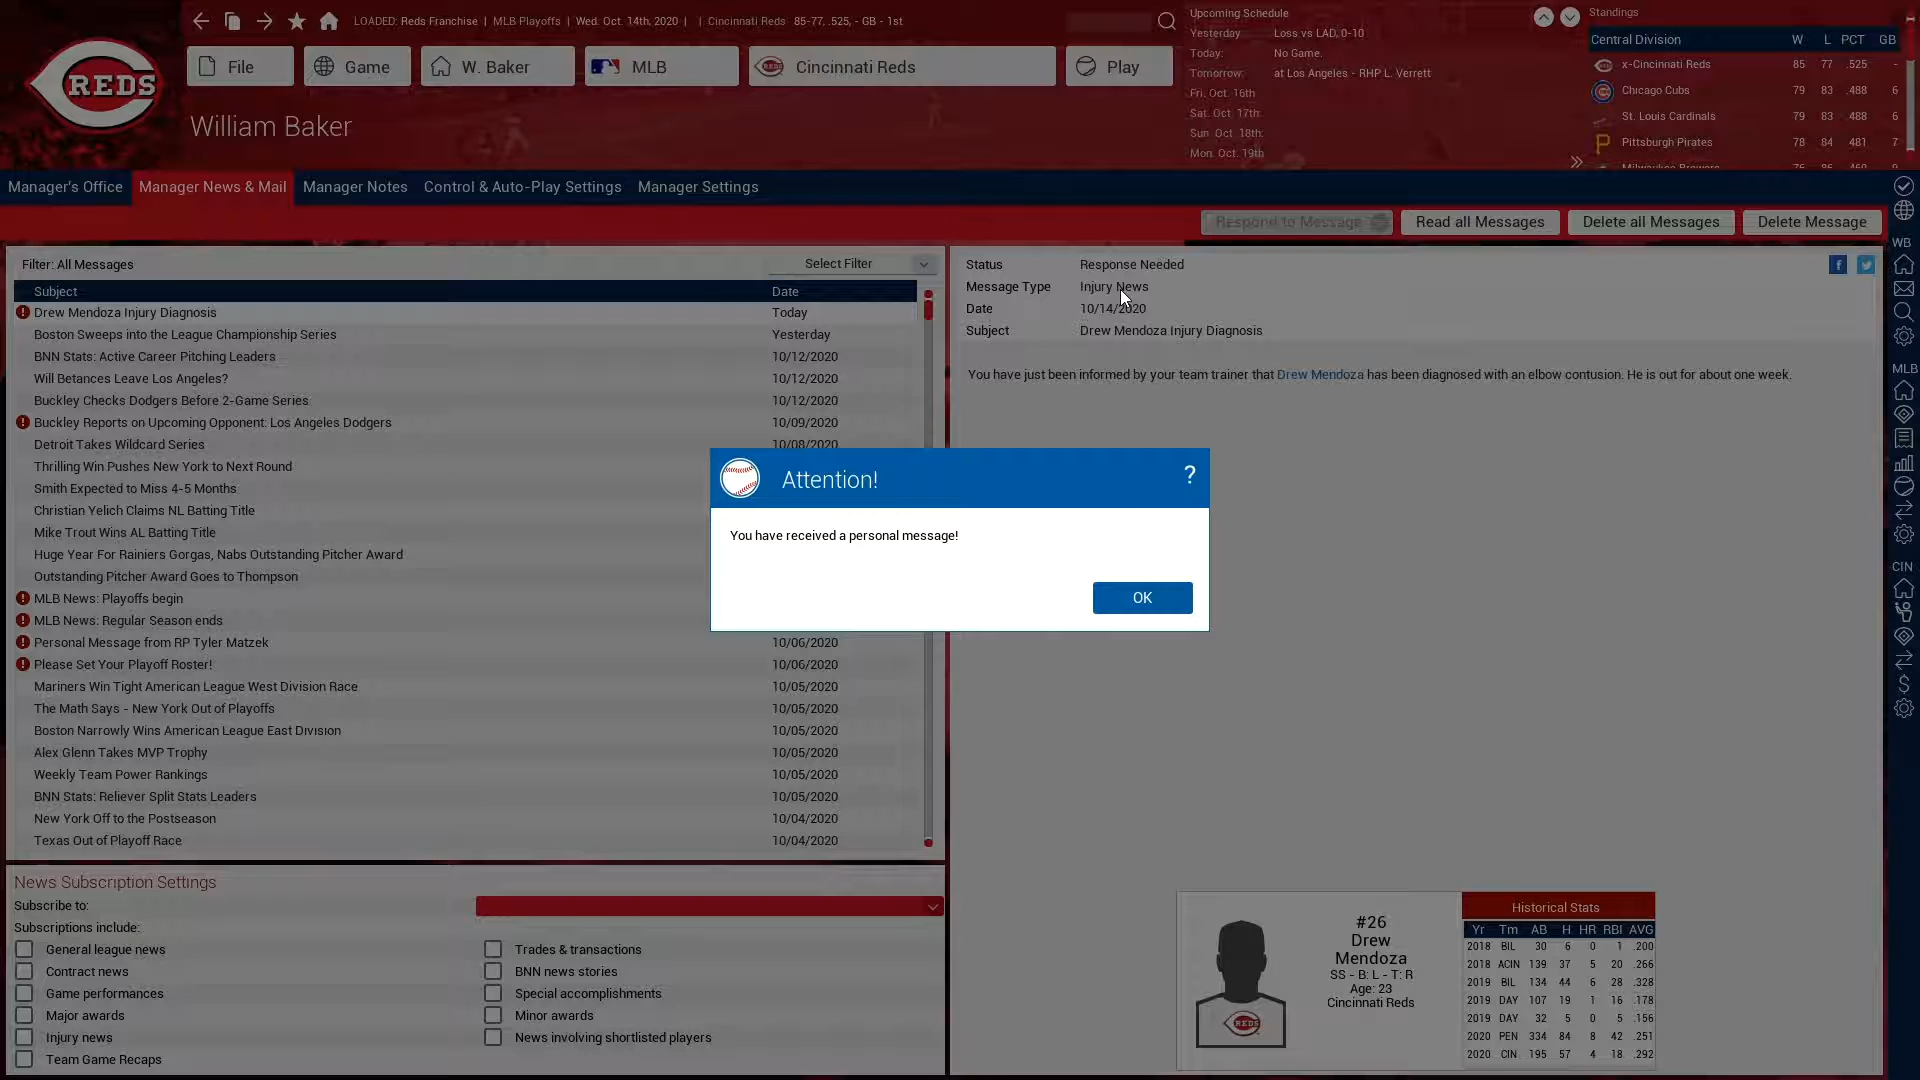 LOADED: Reds Franchise | MLB Playoffs | Wed. Oct. 14th, 2020 | | Cincinnati Reds 85-77, .525, - GB - 1st
REDS
File
Game
W. Baker
MLB
Cincinnati Reds
Play
William Baker
Upcoming Schedule
Yesterday Loss vs LAD, 0-10
Today: No Game.
Tomorrow: at Los Angeles - RHP L. Verrett
Fri. Oct. 16th
Sat. Oct. 17th:
Sun. Oct. 18th:
Mon. Oct. 19th
Standings
Central Division W L PCT GB
x-Cincinnati Reds 85 77 .525 -
Chicago Cubs 79 83 .488 6
St. Louis Cardinals 79 83 .488 6
Pittsburgh Pirates 78 84 .481 7
Milwaukee Brewers 76 86 .469 9
Manager's Office
Manager News & Mail
Manager Notes
Control & Auto-Play Settings
Manager Settings
Respond to Message
Read all Messages
Delete all Messages
Delete Message
WB
MLB
CIN
Filter: All Messages
Select Filter
Subject Date
Drew Mendoza Injury Diagnosis Today
Boston Sweeps into the League Championship Series Yesterday
BNN Stats: Active Career Pitching Leaders 10/12/2020
Will Betances Leave Los Angeles? 10/12/2020
Buckley Checks Dodgers Before 2-Game Series 10/12/2020
Buckley Reports on Upcoming Opponent: Los Angeles Dodgers 10/09/2020
Detroit Takes Wildcard Series 10/08/2020
Thrilling Win Pushes New York to Next Round
Smith Expected to Miss 4-5 Months
Christian Yelich Claims NL Batting Title
Mike Trout Wins AL Batting Title
Huge Year For Rainiers Gorgas, Nabs Outstanding Pitcher Award
Outstanding Pitcher Award Goes to Thompson
MLB News: Playoffs begin
MLB News: Regular Season ends
Personal Message from RP Tyler Matzek 10/06/2020
Please Set Your Playoff Roster! 10/06/2020
Mariners Win Tight American League West Division Race 10/05/2020
The Math Says - New York Out of Playoffs 10/05/2020
Boston Narrowly Wins American League East Division 10/05/2020
Alex Glenn Takes MVP Trophy 10/05/2020
Weekly Team Power Rankings 10/05/2020
BNN Stats: Reliever Split Stats Leaders 10/05/2020
New York Off to the Postseason 10/04/2020
Texas Out of Playoff Race 10/04/2020
Status Response Needed
Message Type Injury News
Date 10/14/2020
Subject Drew Mendoza Injury Diagnosis
You have just been informed by your team trainer that Drew Mendoza has been diagnosed with an elbow contusion. He is out for about one week.
Attention!
?
You have received a personal message!
OK
News Subscription Settings
Subscribe to:
Subscriptions include:
General league news
Trades & transactions
Contract news
BNN news stories
Game performances
Special accomplishments
Major awards
Minor awards
Injury news
News involving shortlisted players
Team Game Recaps
REDS
#26
Drew
Mendoza
SS - B: L - T: R
Age: 23
Cincinnati Reds
Historical Stats
Yr Tm AB H HR RBI AVG
2018 BIL 30 6 0 1 .200
2018 ACIN 139 37 5 20 .266
2019 BIL 134 44 6 28 .328
2019 DAY 107 19 1 16 .178
2019 DAY 32 5 0 5 .156
2020 PEN 334 84 8 42 .251
2020 CIN 195 57 4 18 .292